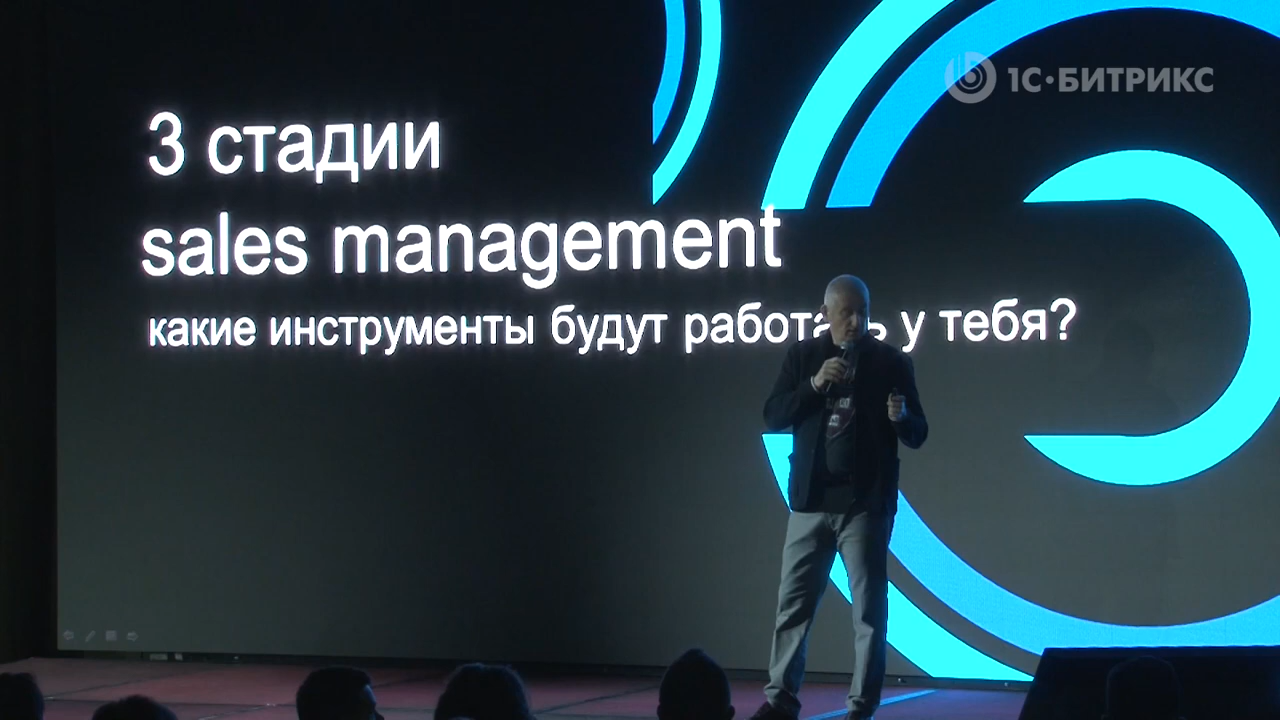 1С·БИТРИКС
3 стадии
sales management
какие инструменты будут работать у тебя?